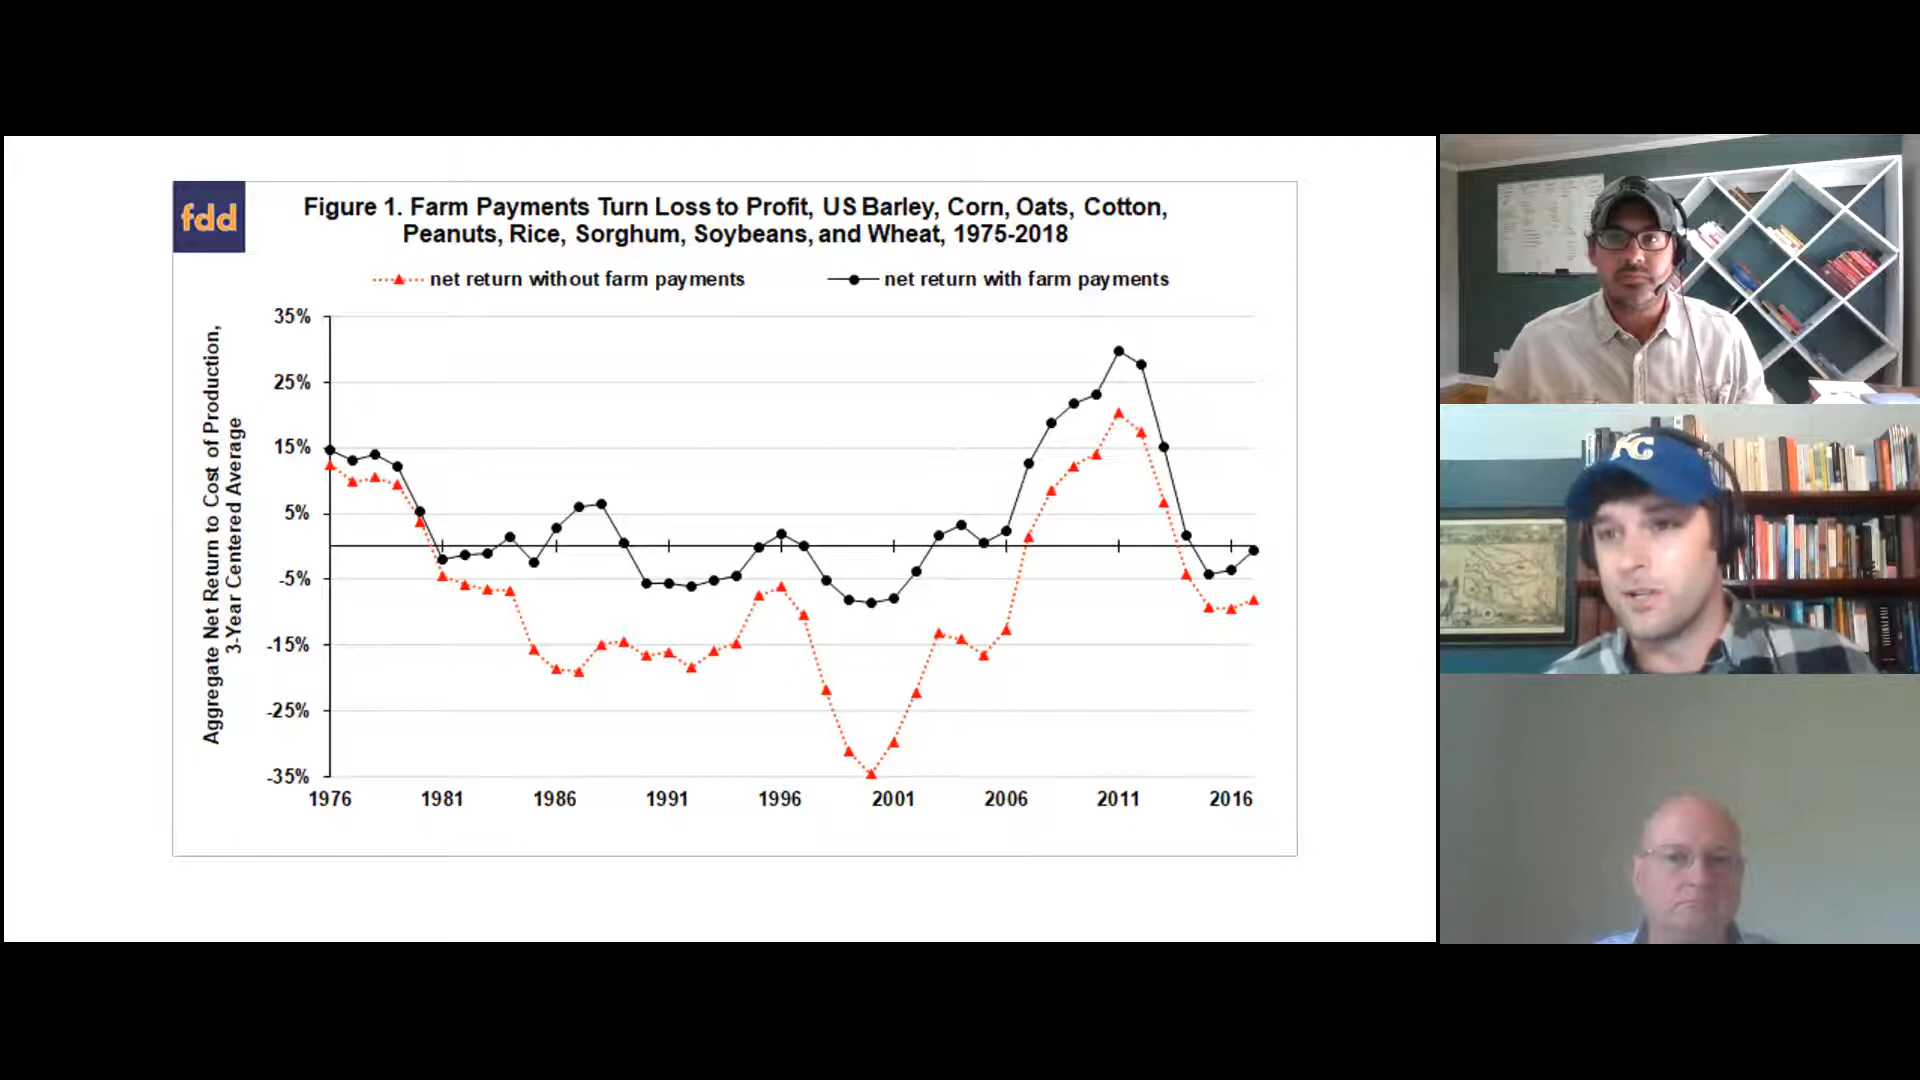 fdd
Figure 1. Farm Payments Turn Loss to Profit, US Barley, Corn, Oats, Cotton,
Peanuts, Rice, Sorghum, Soybeans, and Wheat, 1975-2018
net return without farm payments
net return with farm payments
Aggregate Net Return to Cost of Production,
3-Year Centered Average
35%
25%
15%
5%
-5%
-15%
-25%
-35%
1976
1981
1986
1991
1996
2001
2006
2011
2016
KC